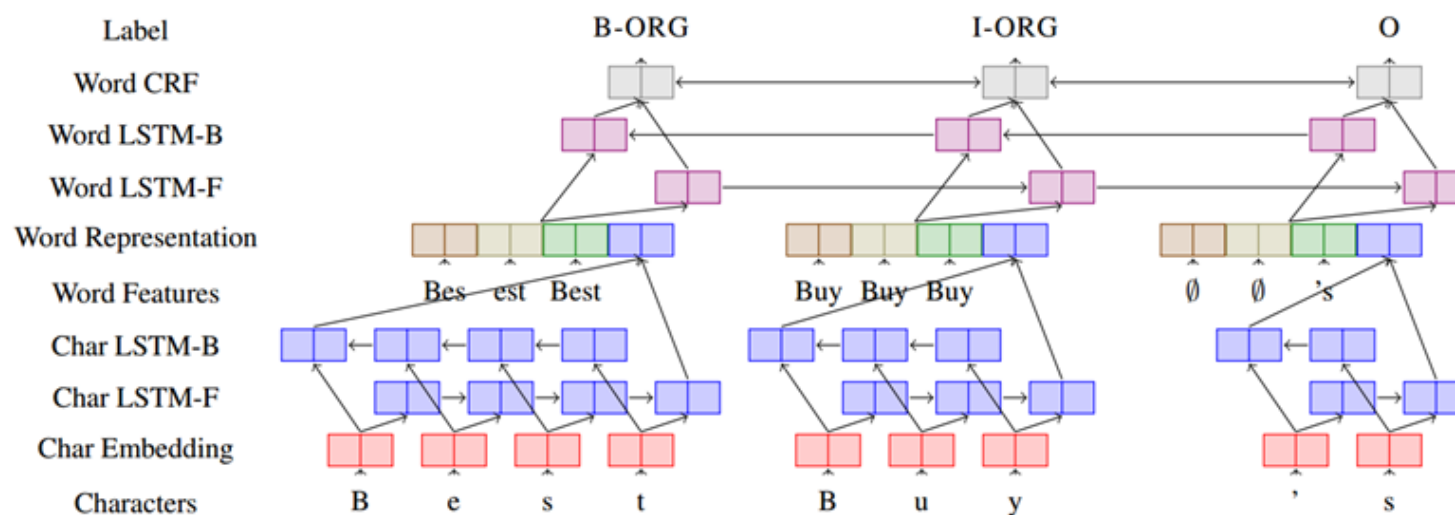 Label B-ORG I-ORG O
Word CRF
Word LSTM-B
Word LSTM-F
Word Representation
Word Features Bes est Best Buy Buy Buy ∅ ∅ 's
Char LSTM-B
Char LSTM-F
Char Embedding
Characters B e s t B u y ' s